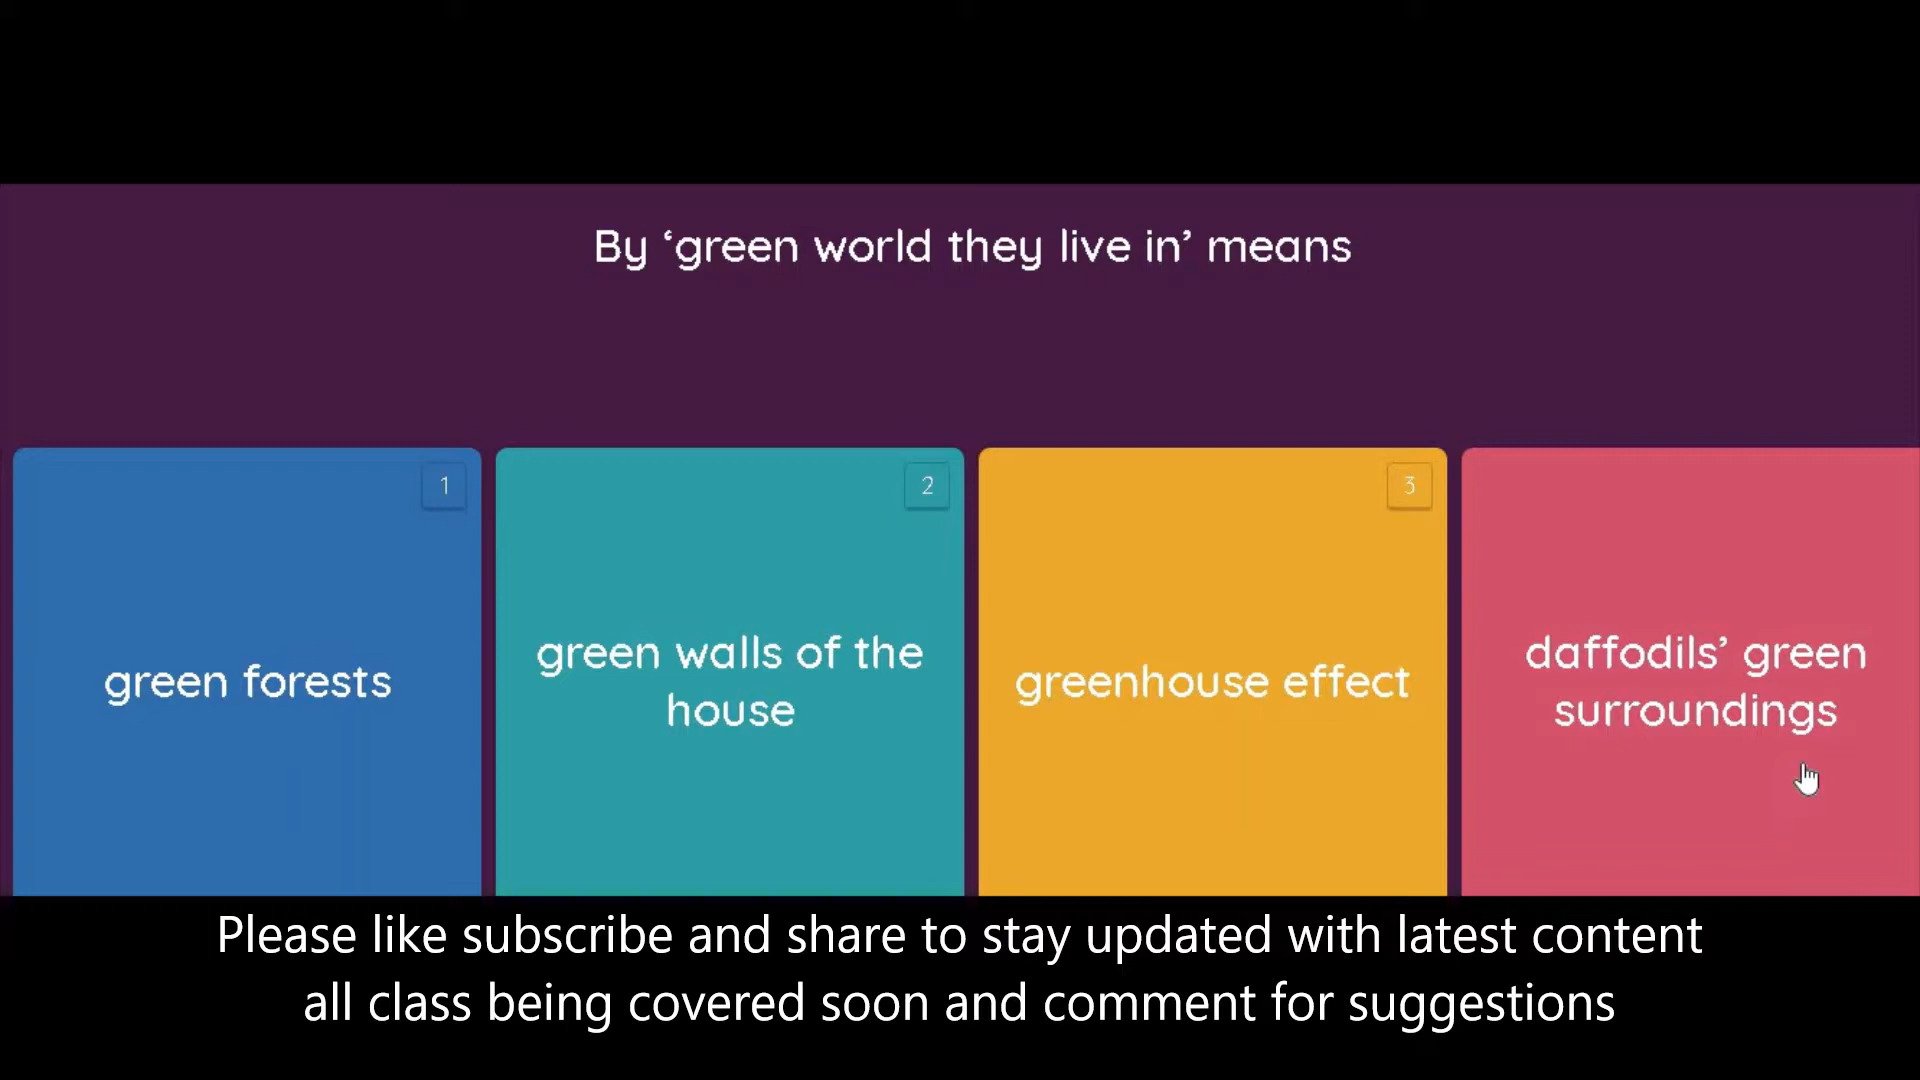 By ‘green world they live in’ means
1
2
3
green forests
green walls of the
house
greenhouse effect
daffodils’ green
surroundings
Please like subscribe and share to stay updated with latest content
all class being covered soon and comment for suggestions